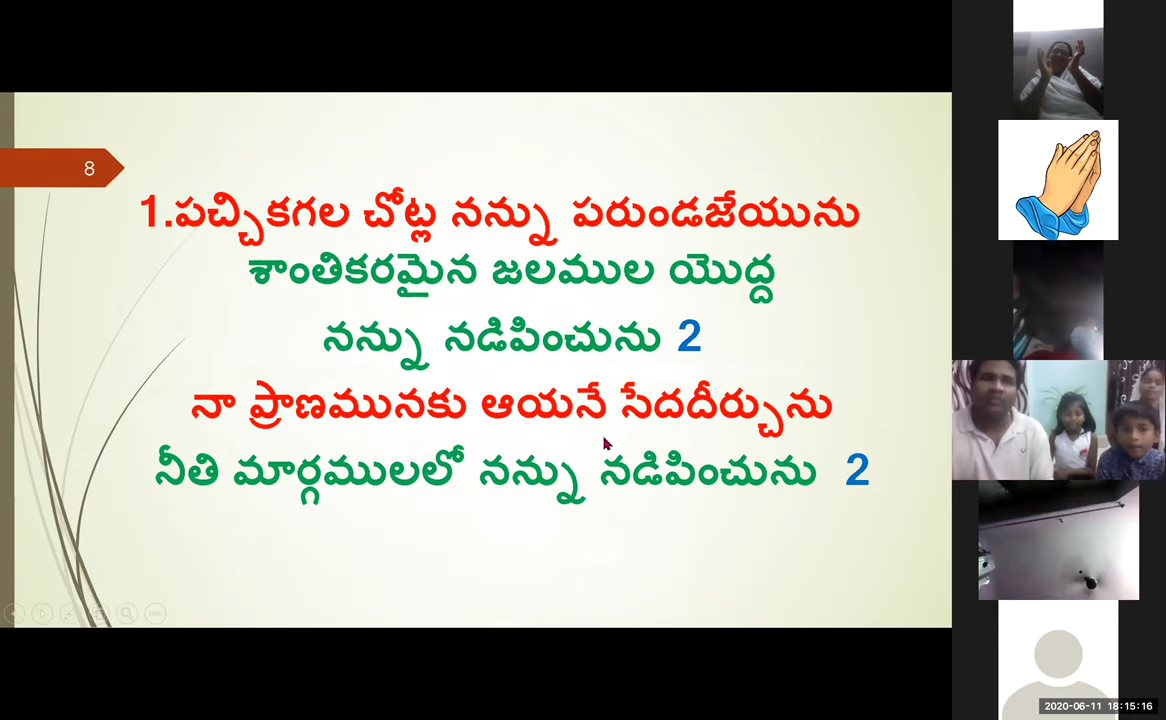 8
1.పచ్చికగల చోట్ల నన్ను పరుండజేయును
శాంతికరమైన జలముల యొద్ద
నన్ను నడిపించును 2
నా ప్రాణమునకు ఆయనే సేదదీర్చును
నీతి మార్గములలో నన్ను నడిపించును 2
2020-06-11 18:15:16